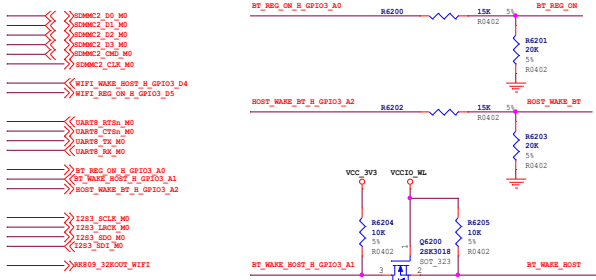 SDMMC2_D0_M0
SDMMC2_D1_M0
SDMMC2_D2_M0
SDMMC2_D3_M0
SDMMC2_CMD_M0
SDMMC2_CLK_M0
WIFI_WAKE_HOST_H_GPIO3_D4
WIFI_REG_ON_H_GPIO3_D5
UART8_RTSn_M0
UART8_CTSn_M0
UART8_TX_M0
UART8_RX_M0
BT_REG_ON_H_GPIO3_A0
BT_WAKE_HOST_H_GPIO3_A1
HOST_WAKE_BT_H_GPIO3_A2
I2S3_SCLK_M0
I2S3_LRCK_M0
I2S3_SDO_M0
I2S3_SDI_M0
RK809_32KOUT_WIFI
BT_REG_ON_H_GPIO3_A0
R6200
15K
5%
R0402
BT_REG_ON
R6201
20K
5%
R0402
HOST_WAKE_BT_H_GPIO3_A2
R6202
15K
5%
R0402
HOST_WAKE_BT
R6203
20K
5%
R0402
VCC_3V3
VCCIO_WL
R6204
10K
5%
R0402
1
Q6200
2SK3018
SOT_323
R6205
10K
5%
R0402
BT_WAKE_HOST_H_GPIO3_A1
3
2
BT_WAKE_HOST